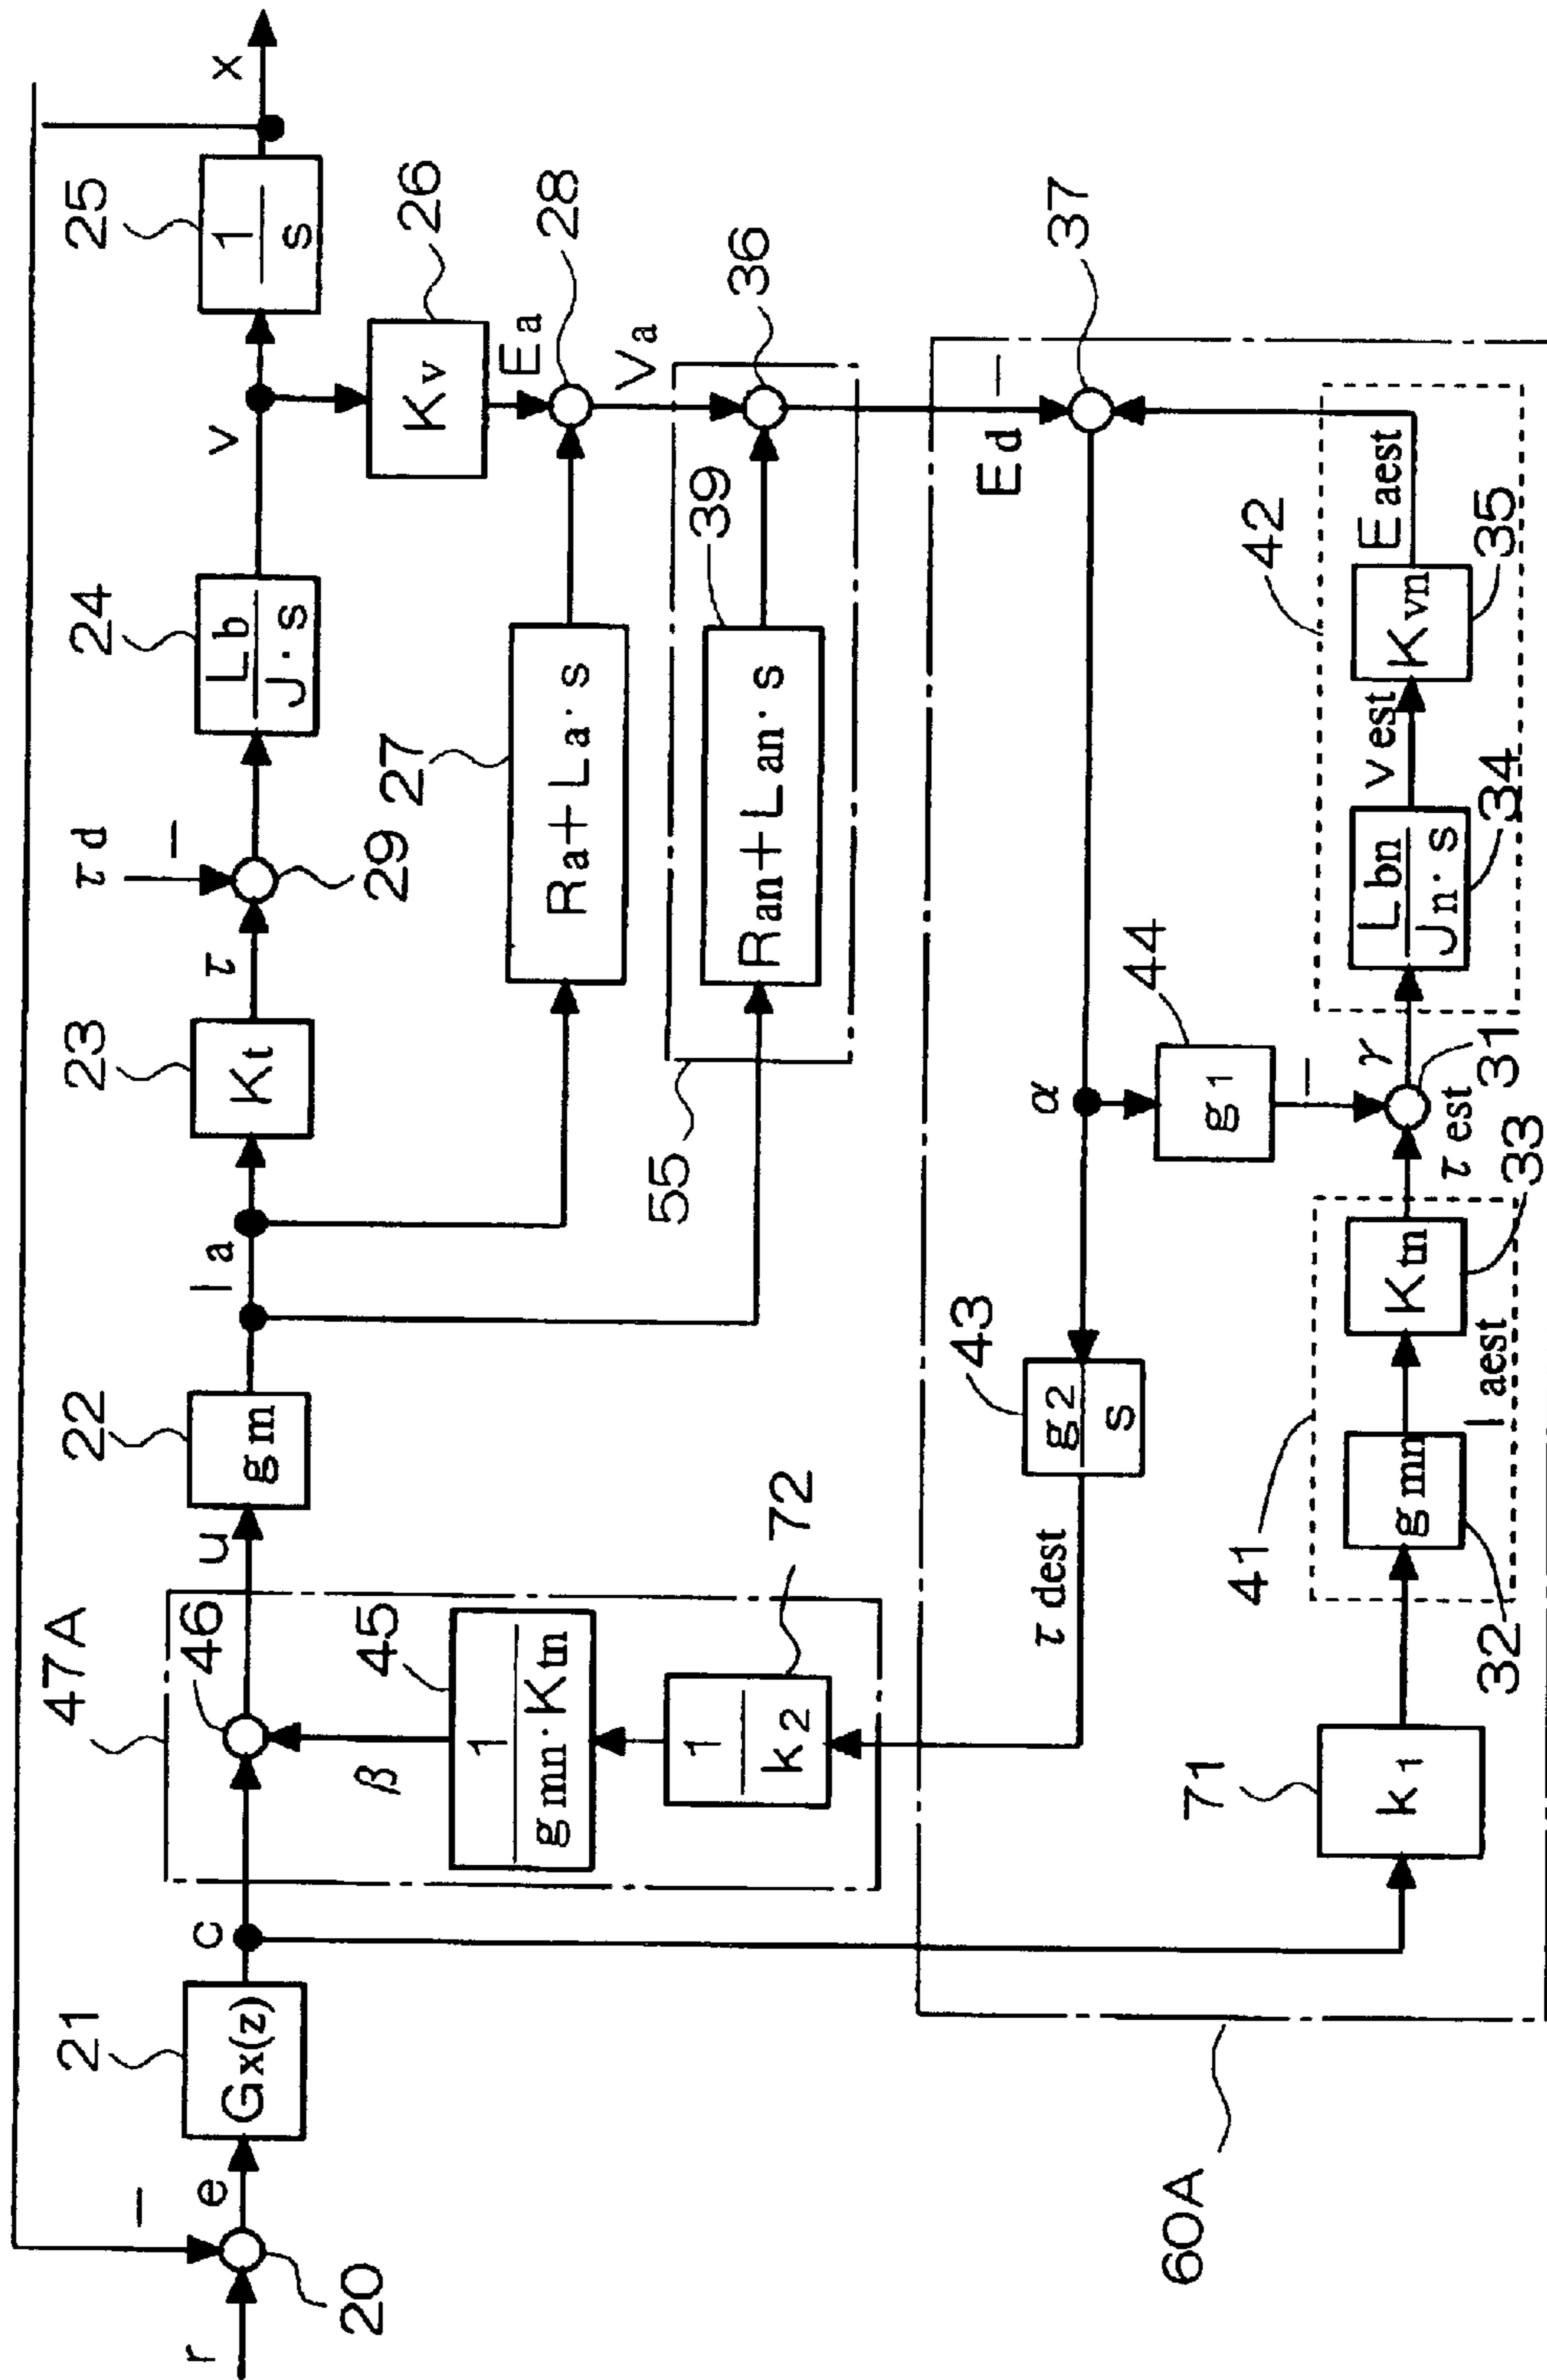 r
20
−
e
21
Gx(z)
c
47A
46
β
45
1
gmn·Ktn
72
1
k2
u
22
gm
Ia
23
Kt
τ
τd
−
29
24
Lb
J·s
v
25
1
s
x
26
Kv
Ea
28
Va
27
Ra+La·s
55
39
Ran+Lan·s
36
60A
Ed
−
37
α
44
g1
−
43
g2
s
τdest
71
k1
41
32
gmn
Iaest
Ktn
33
τest
31
γ
42
Lbn
Jn·s
34
vest
Kvn
35
Eaest